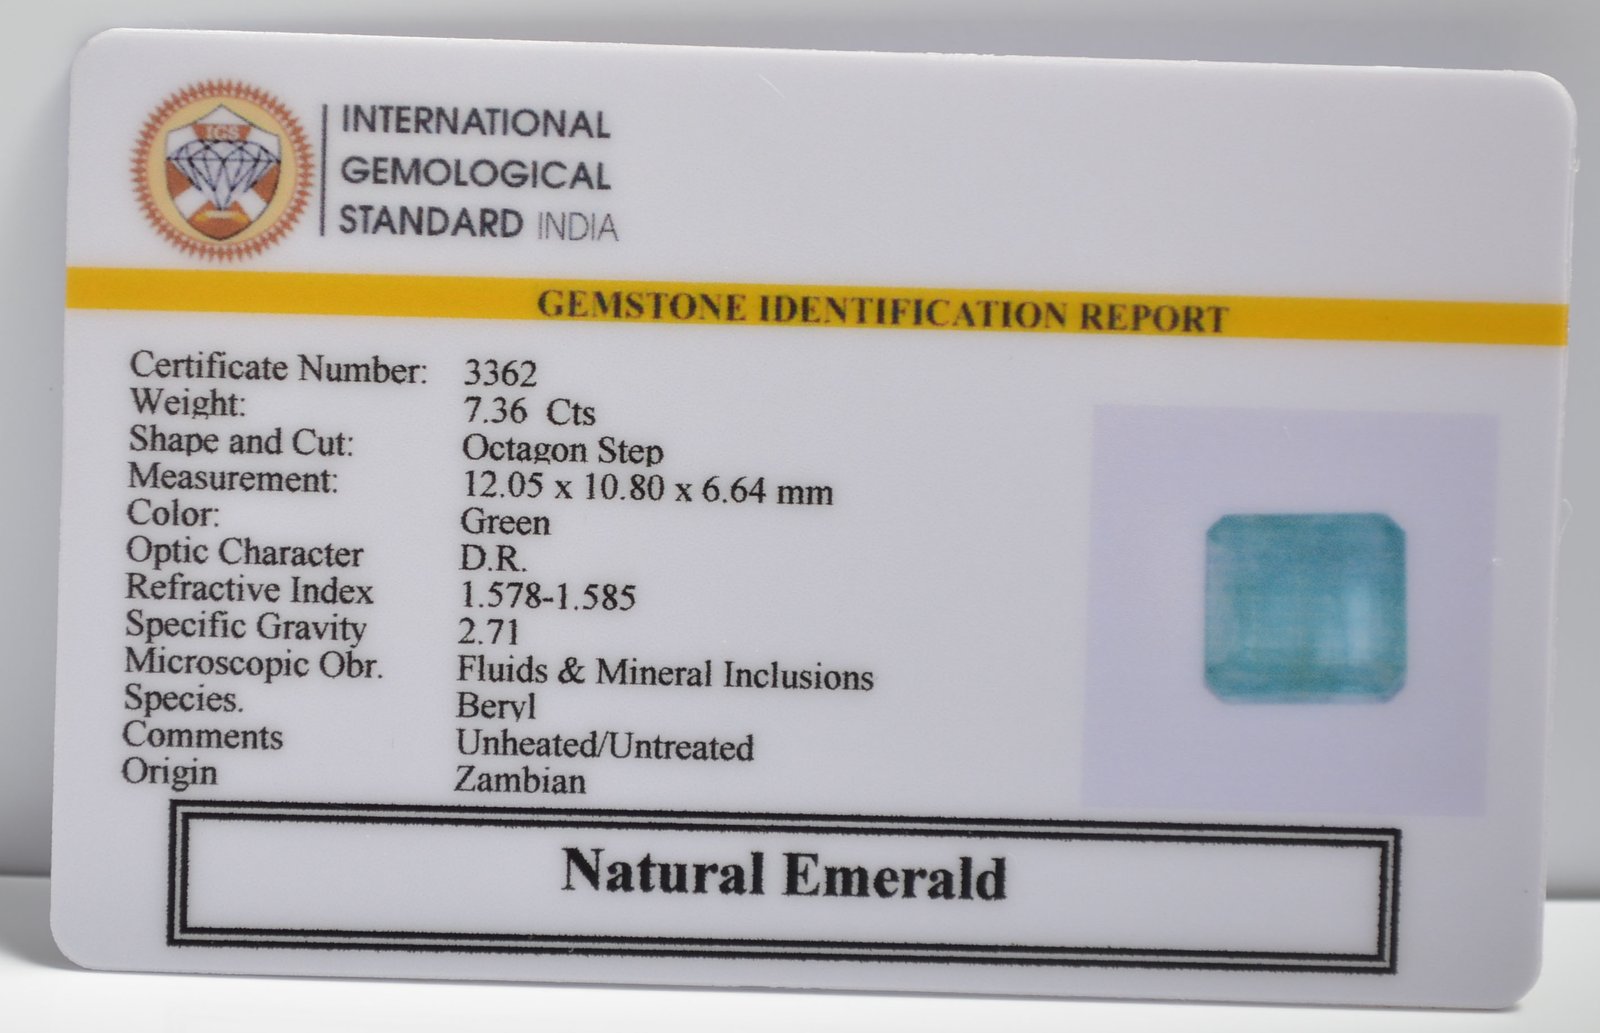 IGS
INTERNATIONAL
GEMOLOGICAL
STANDARD INDIA
GEMSTONE IDENTIFICATION REPORT
Certificate Number: 3362
Weight: 7.36 Cts
Shape and Cut: Octagon Step
Measurement: 12.05 x 10.80 x 6.64 mm
Color: Green
Optic Character D.R.
Refractive Index 1.578-1.585
Specific Gravity 2.71
Microscopic Obr. Fluids & Mineral Inclusions
Species. Beryl
Comments Unheated/Untreated
Origin Zambian
Natural Emerald